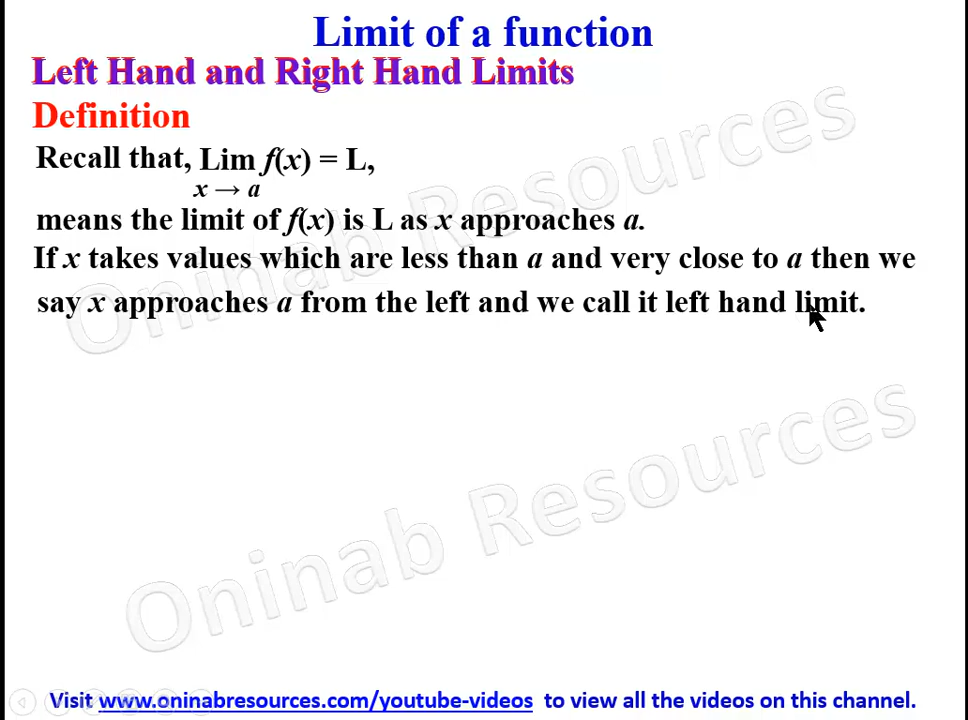 Limit of a function
Left Hand and Right Hand Limits
Definition
Recall that, Lim f(x) = L,
x → a
means the limit of f(x) is L as x approaches a.
If x takes values which are less than a and very close to a then we
say x approaches a from the left and we call it left hand limit.
Oninab Resources
Oninab Resources
Visit www.oninabresources.com/youtube-videos to view all the videos on this channel.